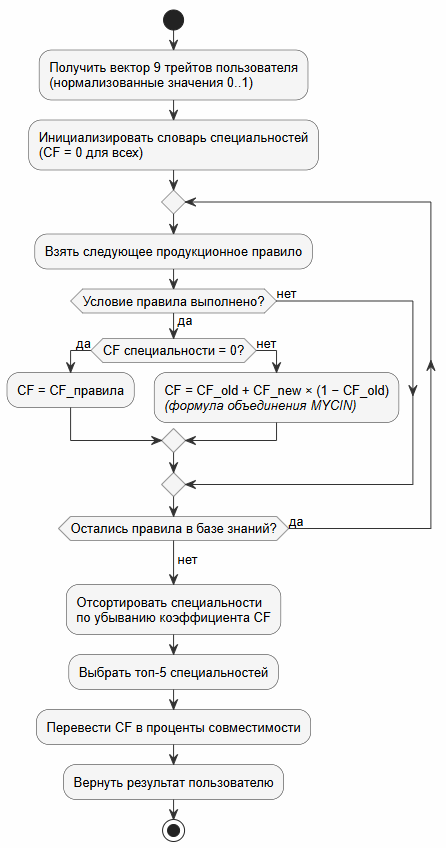 Получить вектор 9 трейтов пользователя
(нормализованные значения 0..1)
Инициализировать словарь специальностей
(CF = 0 для всех)
Взять следующее продукционное правило
Условие правила выполнено?
нет
да
CF специальности = 0?
да
нет
CF = CF_правила
CF = CF_old + CF_new × (1 − CF_old)
(формула объединения MYCIN)
Остались правила в базе знаний?
да
нет
Отсортировать специальности
по убыванию коэффициента CF
Выбрать топ-5 специальностей
Перевести CF в проценты совместимости
Вернуть результат пользователю